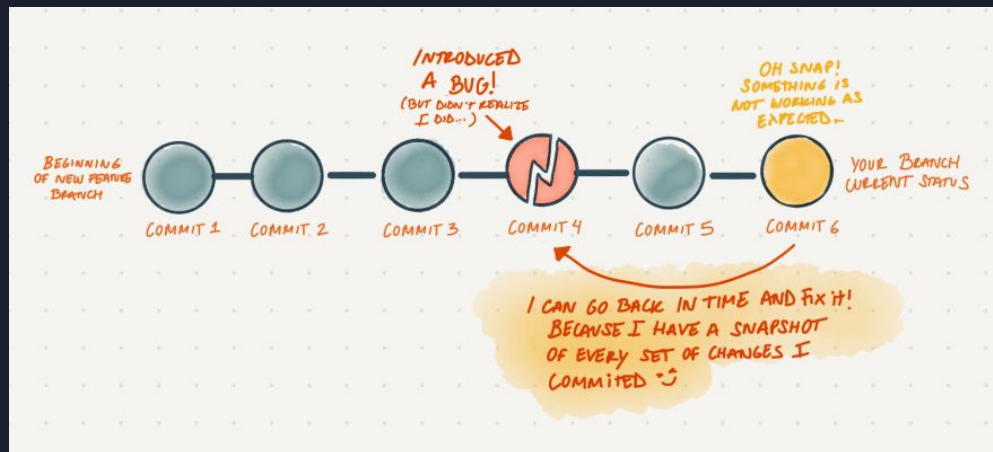 INTRODUCED
A BUG!
(BUT DIDN'T REALIZE
I DID...)
OH SNAP!
SOMETHING IS
NOT WORKING AS
EXPECTED...
BEGINNING
OF NEW FEATURE
BRANCH
YOUR BRANCH
CURRENT STATUS
COMMIT 1
COMMIT 2
COMMIT 3
COMMIT 4
COMMIT 5
COMMIT 6
I CAN GO BACK IN TIME AND FIX iT!
BECAUSE I HAVE A SNAPSHOT
OF EVERY SET OF CHANGES I
COMMITED